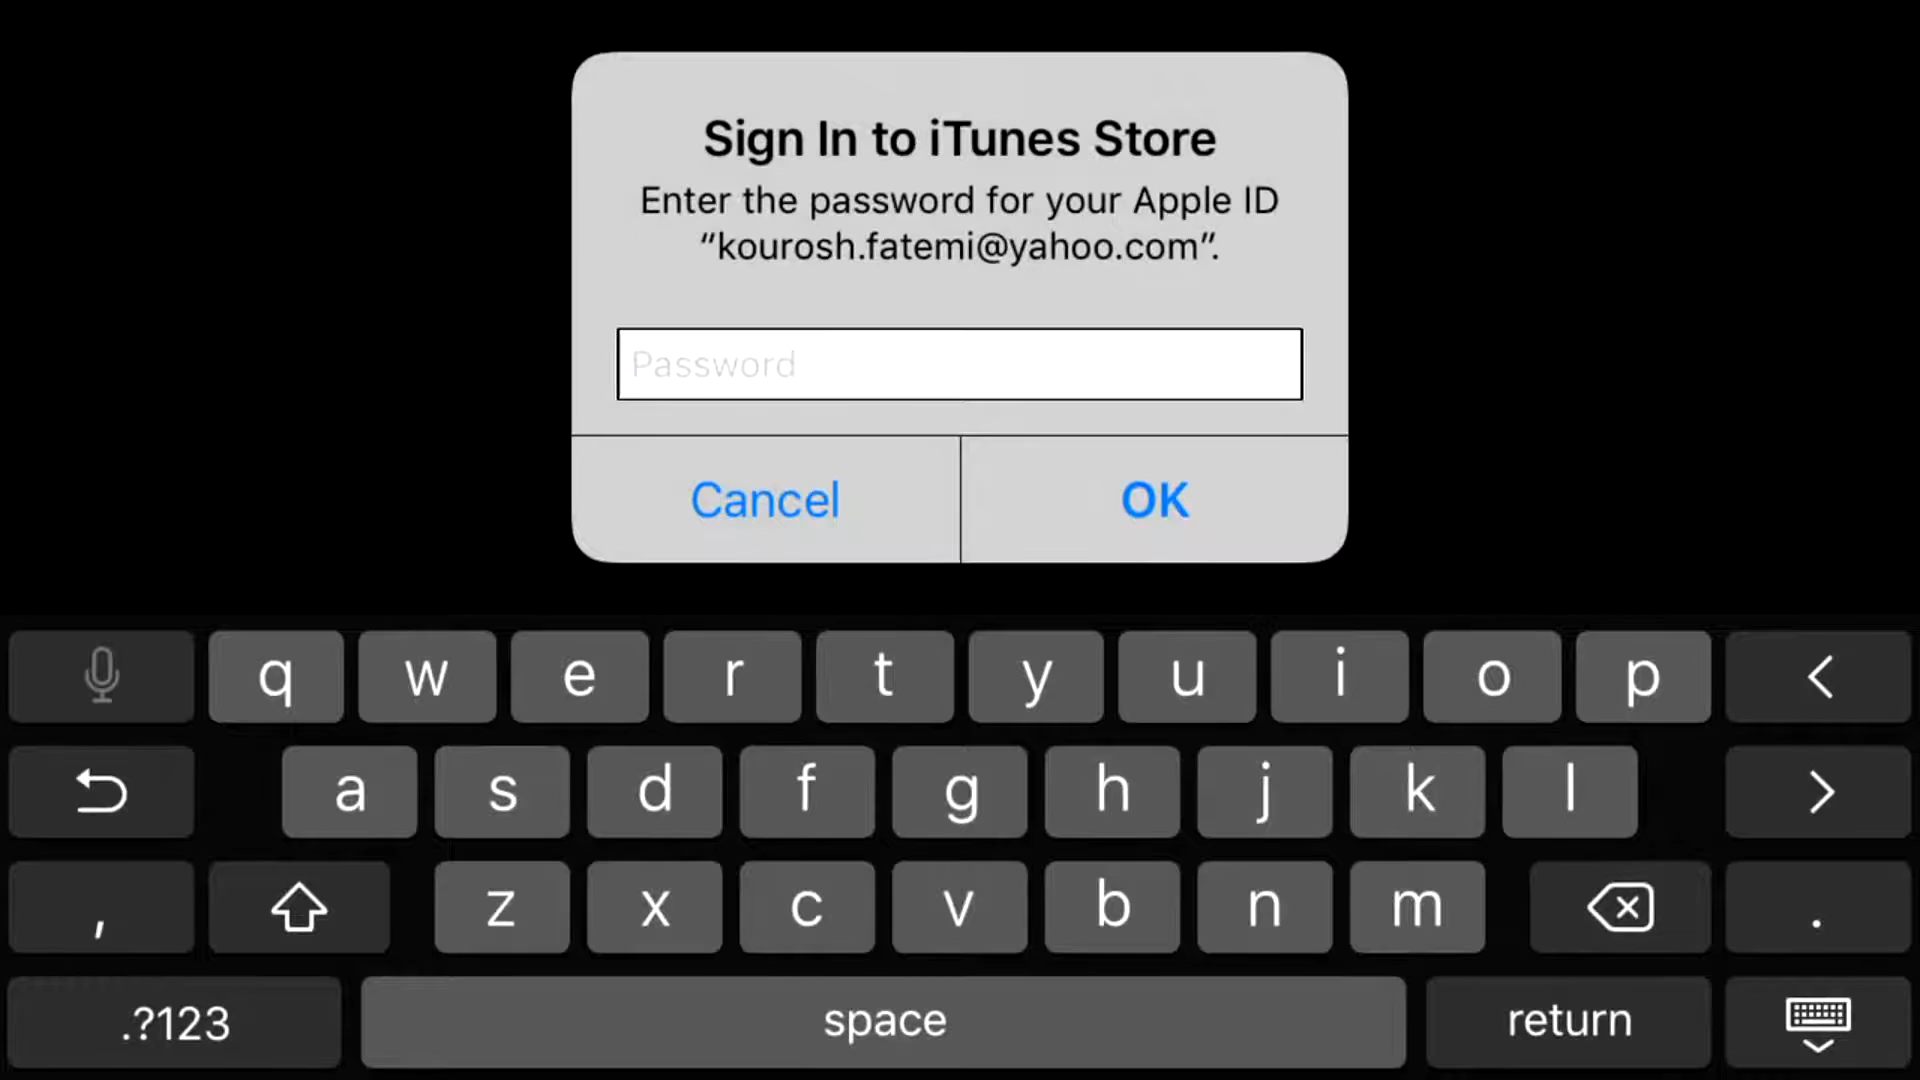 Sign In to iTunes Store
Enter the password for your Apple ID
“kourosh.fatemi@yahoo.com”.
Password
Cancel OK
q w e r t y u i o p <
a s d f g h j k l >
, z x c v b n m .
.?123 space return